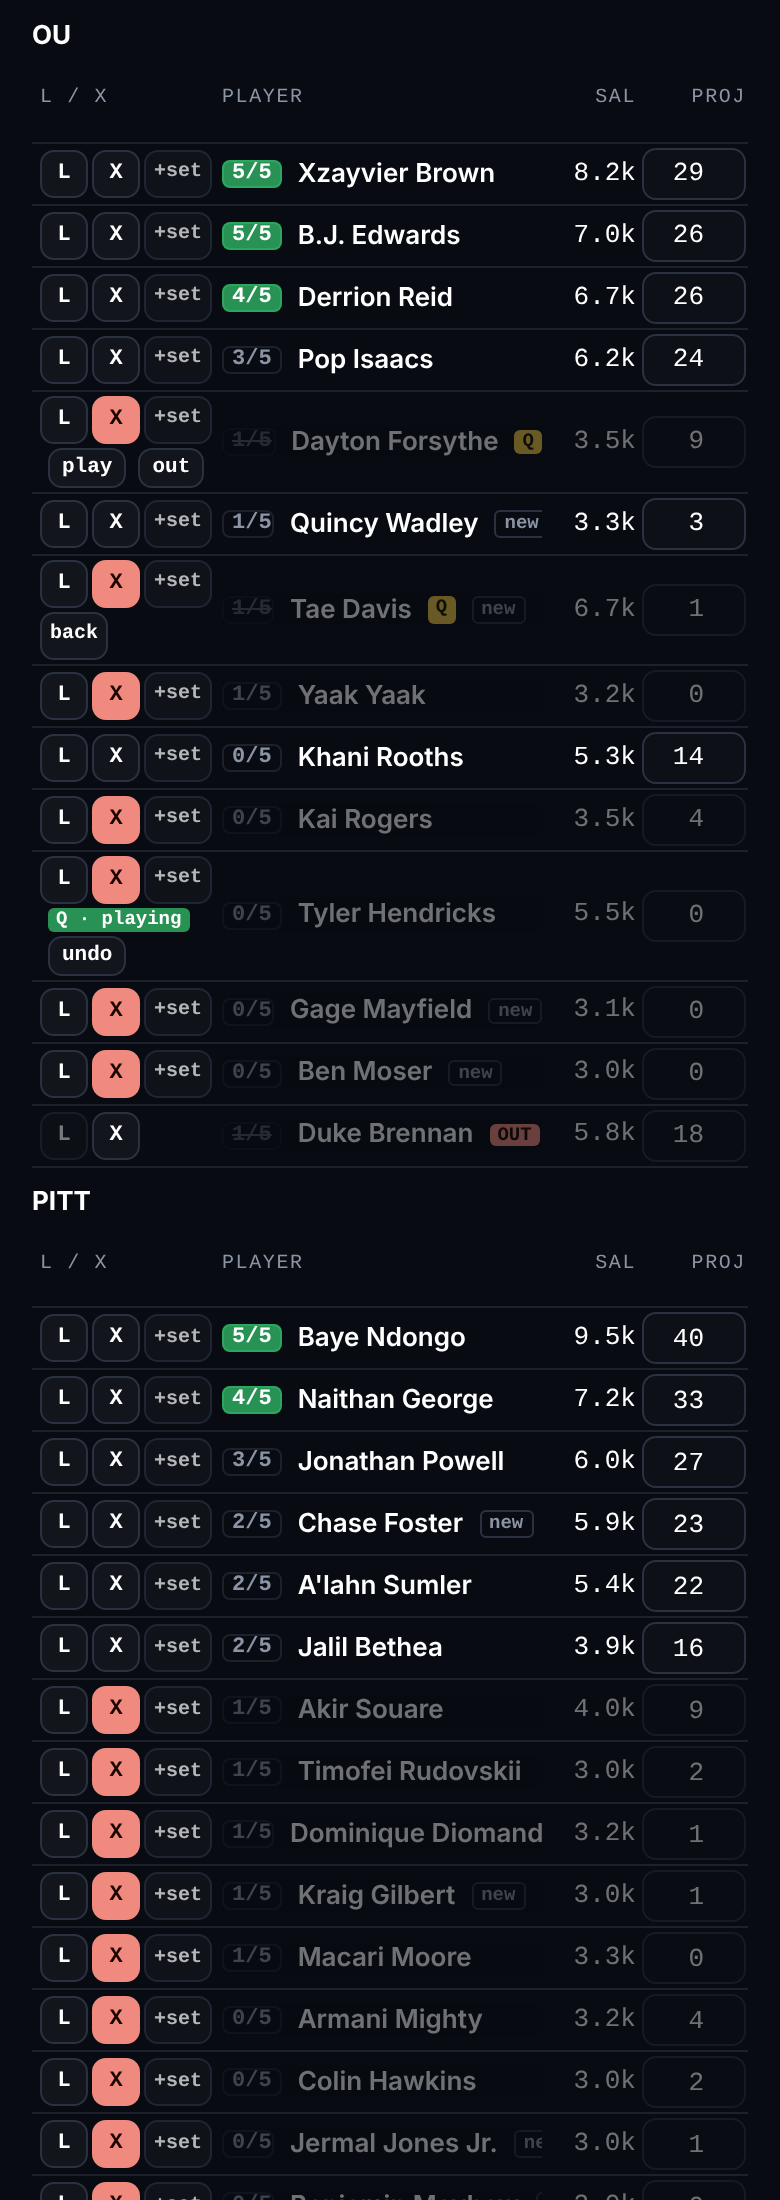 OU
L / X PLAYER SAL PROJ
L X +set 5/5 Xzayvier Brown 8.2k 29
L X +set 5/5 B.J. Edwards 7.0k 26
L X +set 4/5 Derrion Reid 6.7k 26
L X +set 3/5 Pop Isaacs 6.2k 24
L X +set 1/5 Dayton Forsythe Q 3.5k 9
play out
L X +set 1/5 Quincy Wadley new 3.3k 3
L X +set 1/5 Tae Davis Q new 6.7k 1
back
L X +set 1/5 Yaak Yaak 3.2k 0
L X +set 0/5 Khani Rooths 5.3k 14
L X +set 0/5 Kai Rogers 3.5k 4
L X +set 0/5 Tyler Hendricks 5.5k 0
Q · playing
undo
L X +set 0/5 Gage Mayfield new 3.1k 0
L X +set 0/5 Ben Moser new 3.0k 0
L X 1/5 Duke Brennan OUT 5.8k 18
PITT
L / X PLAYER SAL PROJ
L X +set 5/5 Baye Ndongo 9.5k 40
L X +set 4/5 Naithan George 7.2k 33
L X +set 3/5 Jonathan Powell 6.0k 27
L X +set 2/5 Chase Foster new 5.9k 23
L X +set 2/5 A'lahn Sumler 5.4k 22
L X +set 2/5 Jalil Bethea 3.9k 16
L X +set 1/5 Akir Souare 4.0k 9
L X +set 1/5 Timofei Rudovskii 3.0k 2
L X +set 1/5 Dominique Diomand 3.2k 1
L X +set 1/5 Kraig Gilbert new 3.0k 1
L X +set 1/5 Macari Moore 3.3k 0
L X +set 0/5 Armani Mighty 3.2k 4
L X +set 0/5 Colin Hawkins 3.0k 2
L X +set 0/5 Jermal Jones Jr. ne 3.0k 1